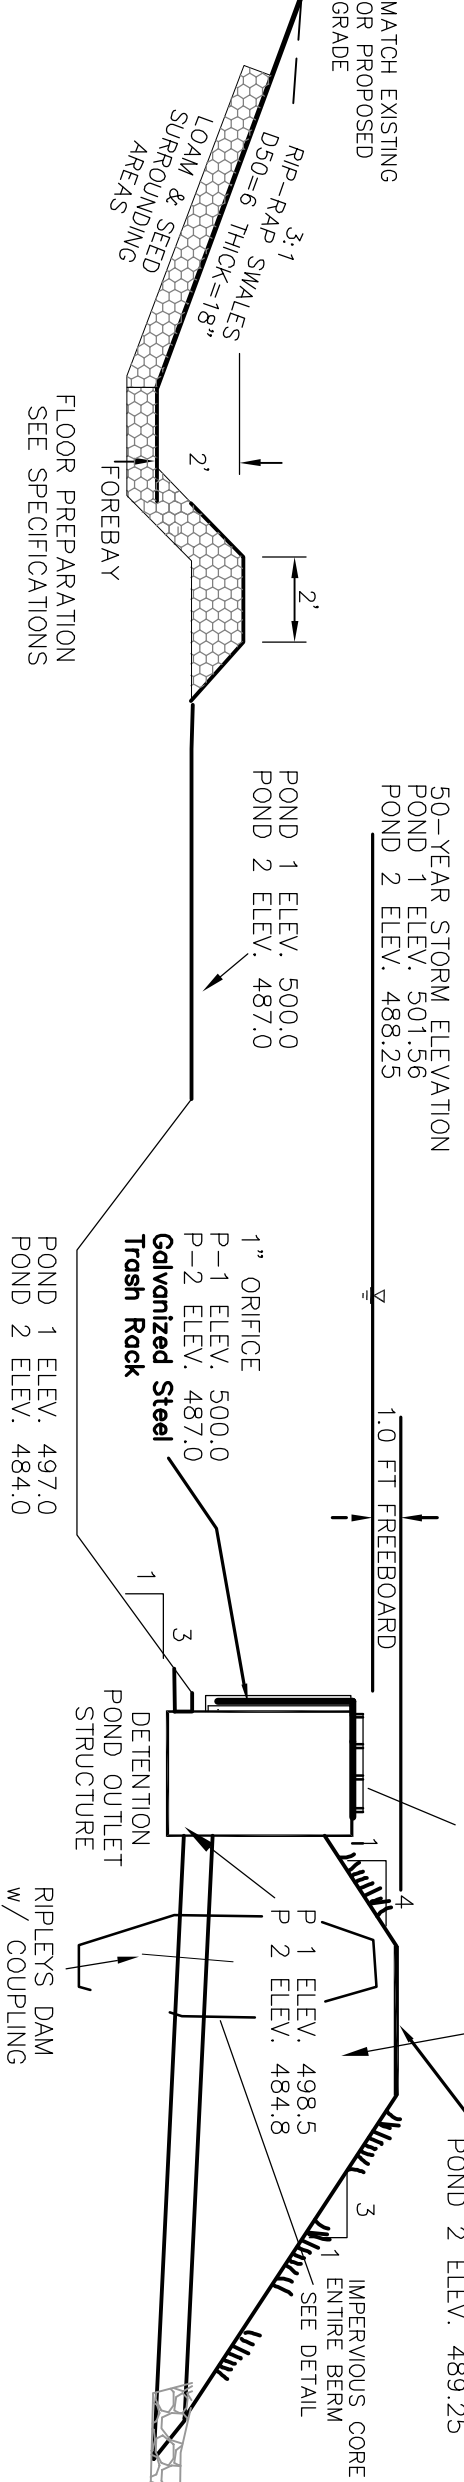 MATCH EXISTING
OR PROPOSED
GRADE
3:1
RIP-RAP SWALES
D50=6 THICK=18"
LOAM & SEED
SURROUNDING
AREAS
2'
FOREBAY
FLOOR PREPARATION
SEE SPECIFICATIONS
2'
50-YEAR STORM ELEVATION
POND 1 ELEV. 501.56
POND 2 ELEV. 488.25
POND 1 ELEV. 500.0
POND 2 ELEV. 487.0
1" ORIFICE
P-1 ELEV. 500.0
P-2 ELEV. 487.0
Galvanized Steel
Trash Rack
POND 1 ELEV. 497.0
POND 2 ELEV. 484.0
1.0 FT FREEBOARD
1
3
DETENTION
POND OUTLET
STRUCTURE
1
4
P 1 ELEV. 498.5
P 2 ELEV. 484.8
RIPLEYS DAM
w/ COUPLING
POND 2 ELEV. 489.25
3
1
IMPERVIOUS CORE
ENTIRE BERM
SEE DETAIL